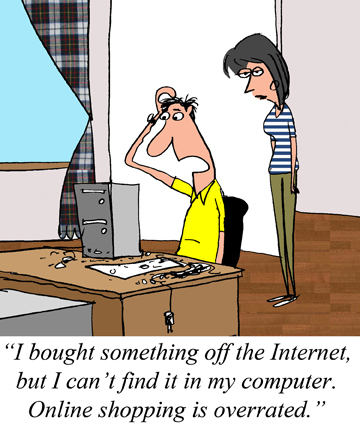 “I bought something off the Internet,
but I can’t find it in my computer.
Online shopping is overrated.”